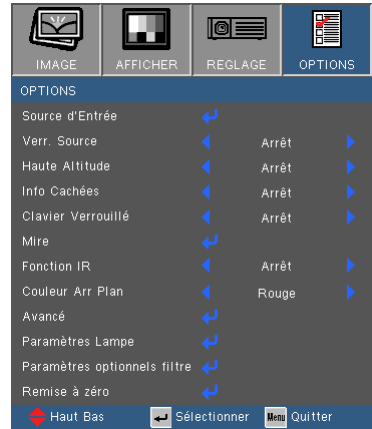 IMAGE AFFICHER REGLAGE OPTIONS
OPTIONS
Source d'Entrée
Verr. Source Arrêt
Haute Altitude Arrêt
Info Cachées Arrêt
Clavier Verrouillé Arrêt
Mire
Fonction IR Arrêt
Couleur Arr Plan Rouge
Avancé
Paramètres Lampe
Paramètres optionnels filtre
Remise à zéro
Haut Bas Sélectionner Menu Quitter